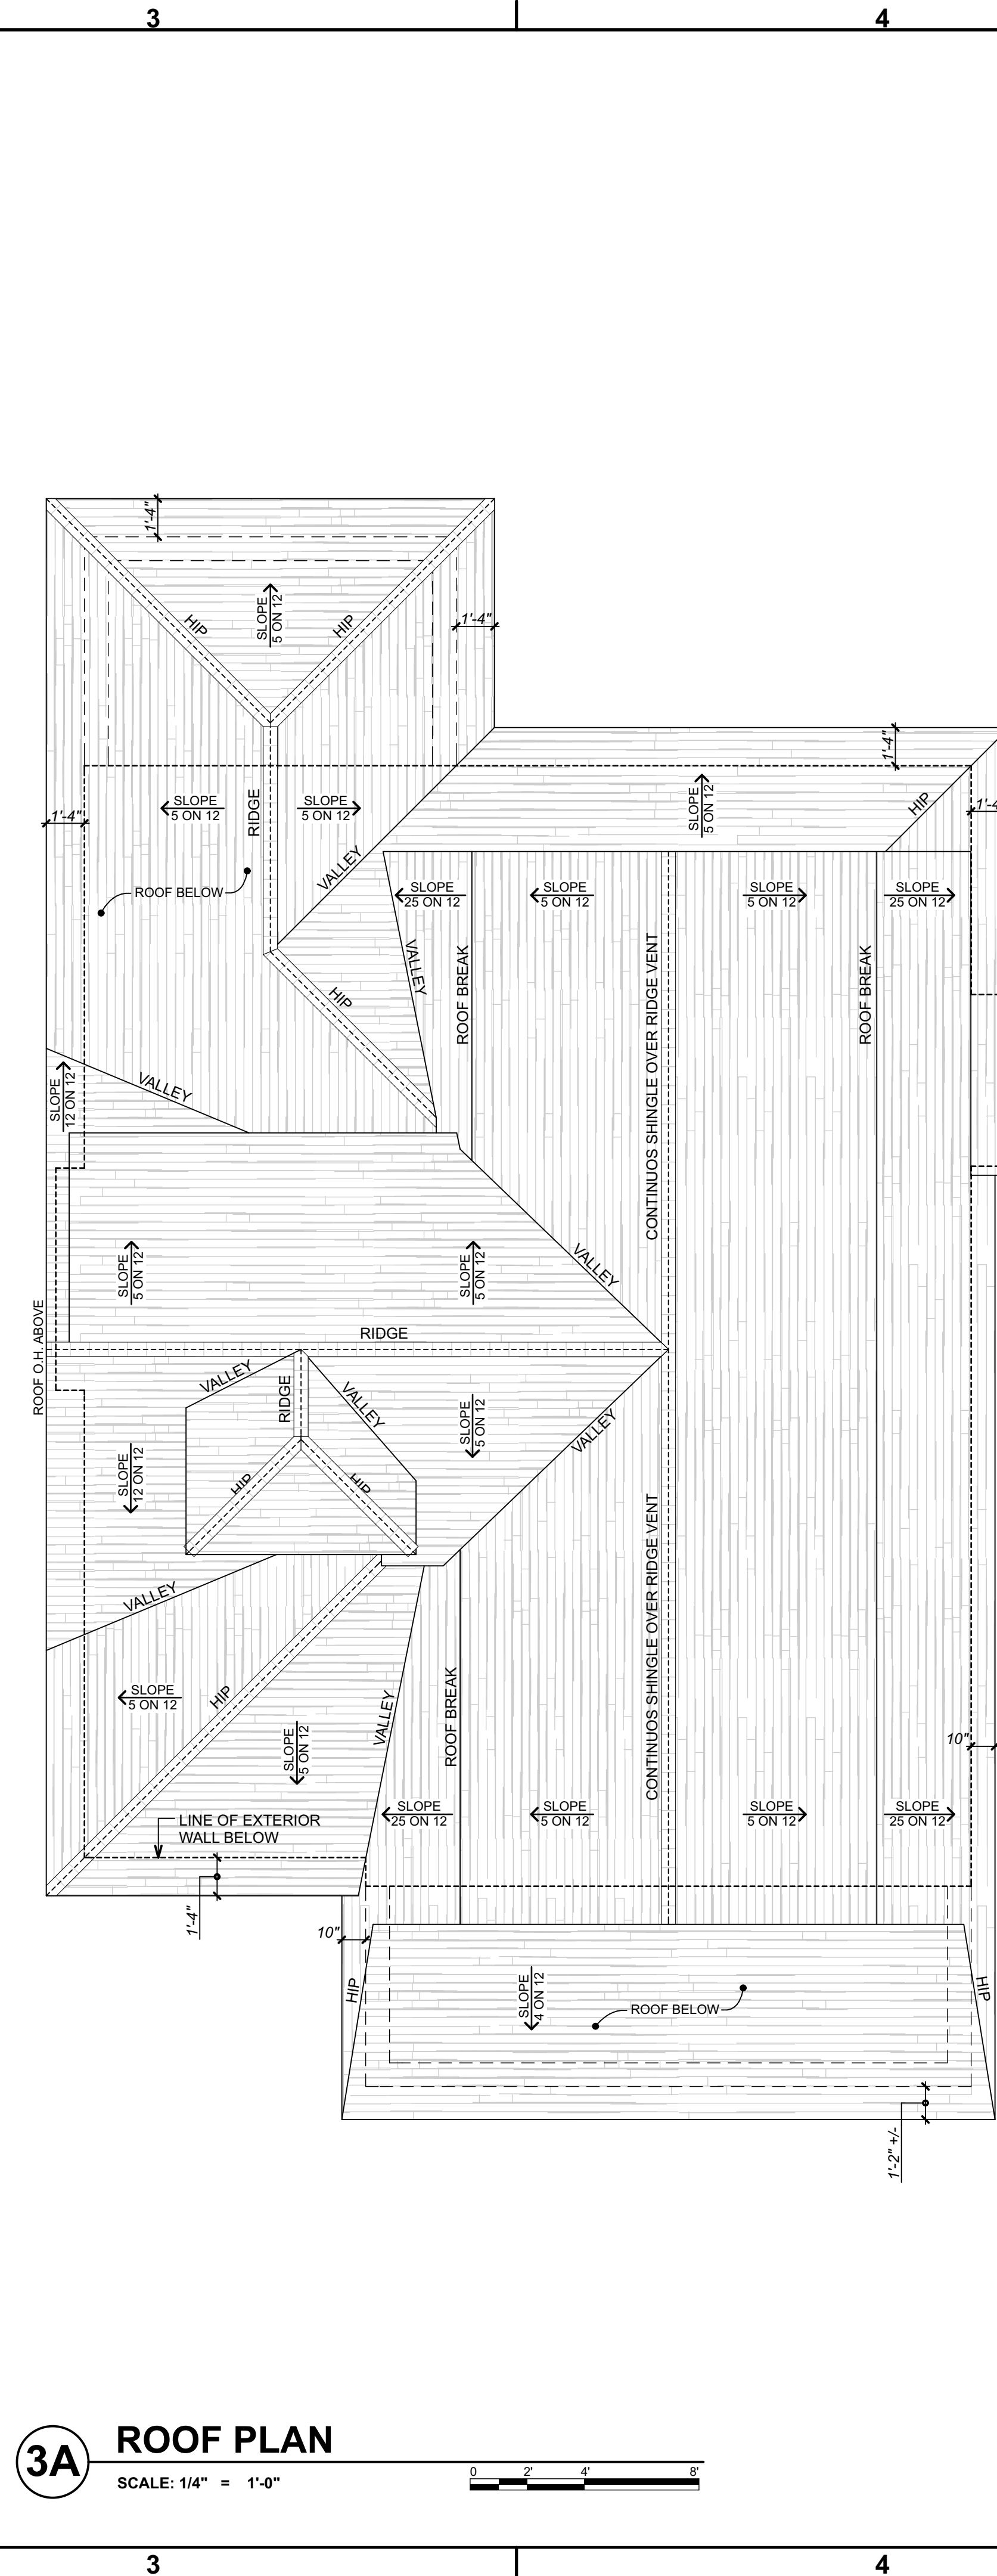 3
4
1'-4"
HIP
SLOPE
5 ON 12
HIP
1'-4"
1'-4"
SLOPE
5 ON 12
HIP
1'-4"
SLOPE
5 ON 12
RIDGE
SLOPE
5 ON 12
1'-4"
ROOF BELOW
VALLEY
SLOPE
25 ON 12
SLOPE
5 ON 12
SLOPE
5 ON 12
SLOPE
25 ON 12
VALLEY
ROOF BREAK
CONTINUOS SHINGLE OVER RIDGE VENT
ROOF BREAK
HIP
SLOPE
12 ON 12
VALLEY
SLOPE
5 ON 12
SLOPE
5 ON 12
VALLEY
ROOF O.H. ABOVE
RIDGE
VALLEY
RIDGE
VALLEY
SLOPE
5 ON 12
VALLEY
SLOPE
12 ON 12
HIP
HIP
CONTINUOS SHINGLE OVER RIDGE VENT
VALLEY
SLOPE
5 ON 12
HIP
SLOPE
5 ON 12
VALLEY
ROOF BREAK
10"
LINE OF EXTERIOR
WALL BELOW
SLOPE
25 ON 12
SLOPE
5 ON 12
SLOPE
5 ON 12
SLOPE
25 ON 12
1'-4"
10"
HIP
SLOPE
4 ON 12
ROOF BELOW
HIP
1'-2" +/-
3A
ROOF PLAN
SCALE: 1/4" = 1'-0"
0 2' 4' 8'
3
4